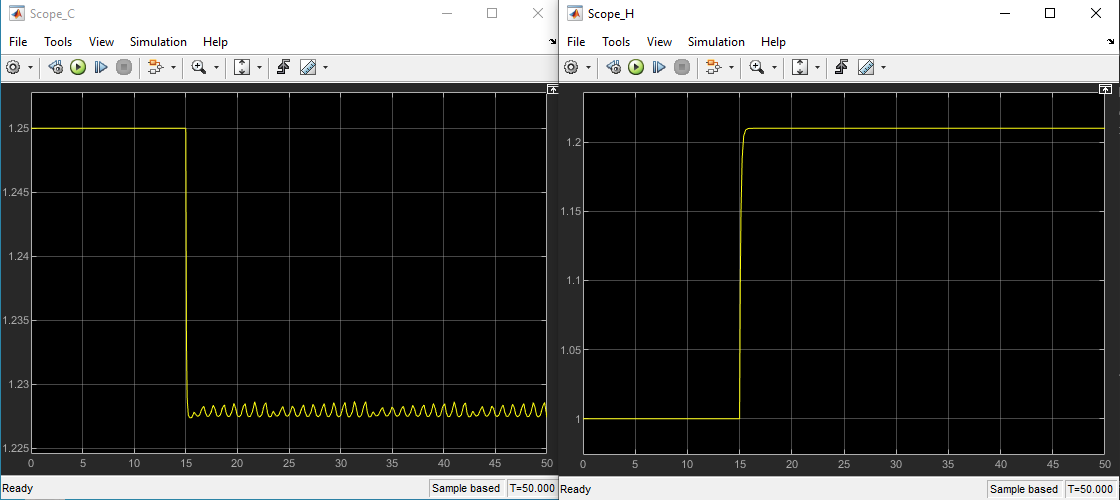 Scope_C
File Tools View Simulation Help
1.25
1.245
1.24
1.235
1.23
1.225
0 5 10 15 20 25 30 35 40 45 50
Ready Sample based T=50.000
Scope_H
File Tools View Simulation Help
1.2
1.15
1.1
1.05
1
0 5 10 15 20 25 30 35 40 45 50
Ready Sample based T=50.000